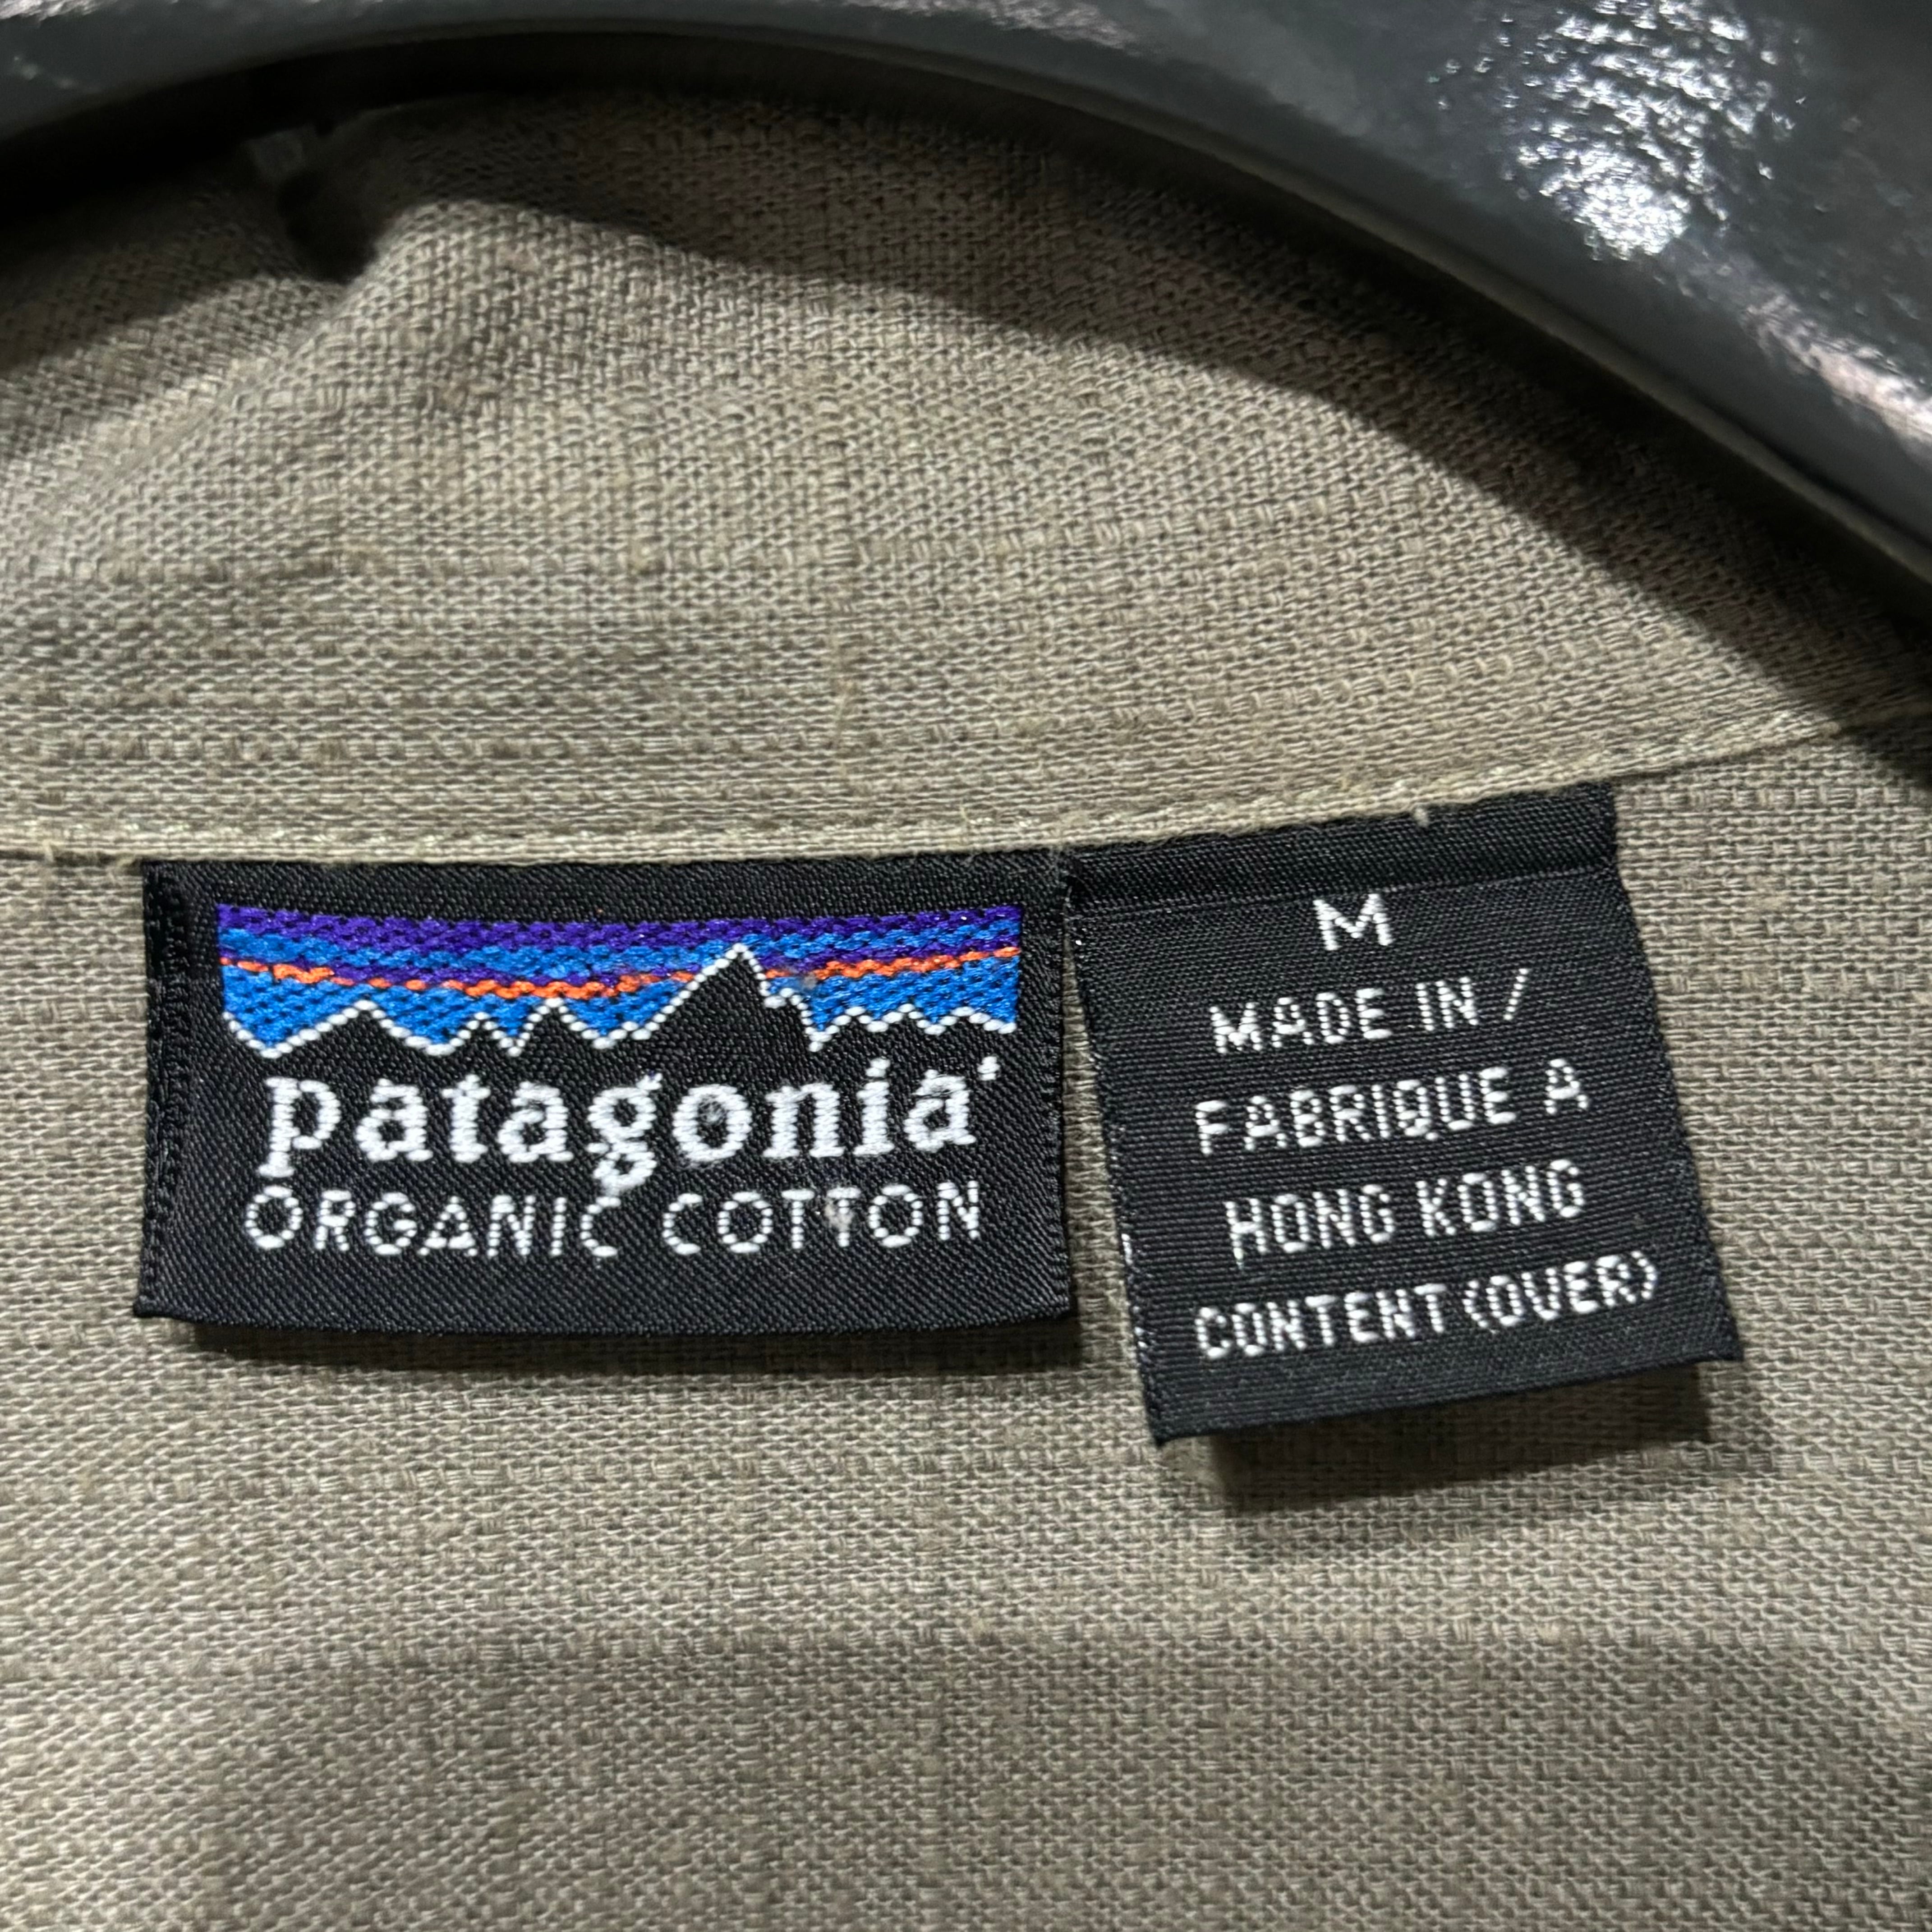 patagonia
ORGANIC COTTON
M
MADE IN /
FABRIQUE A
HONG KONG
CONTENT (OVER)